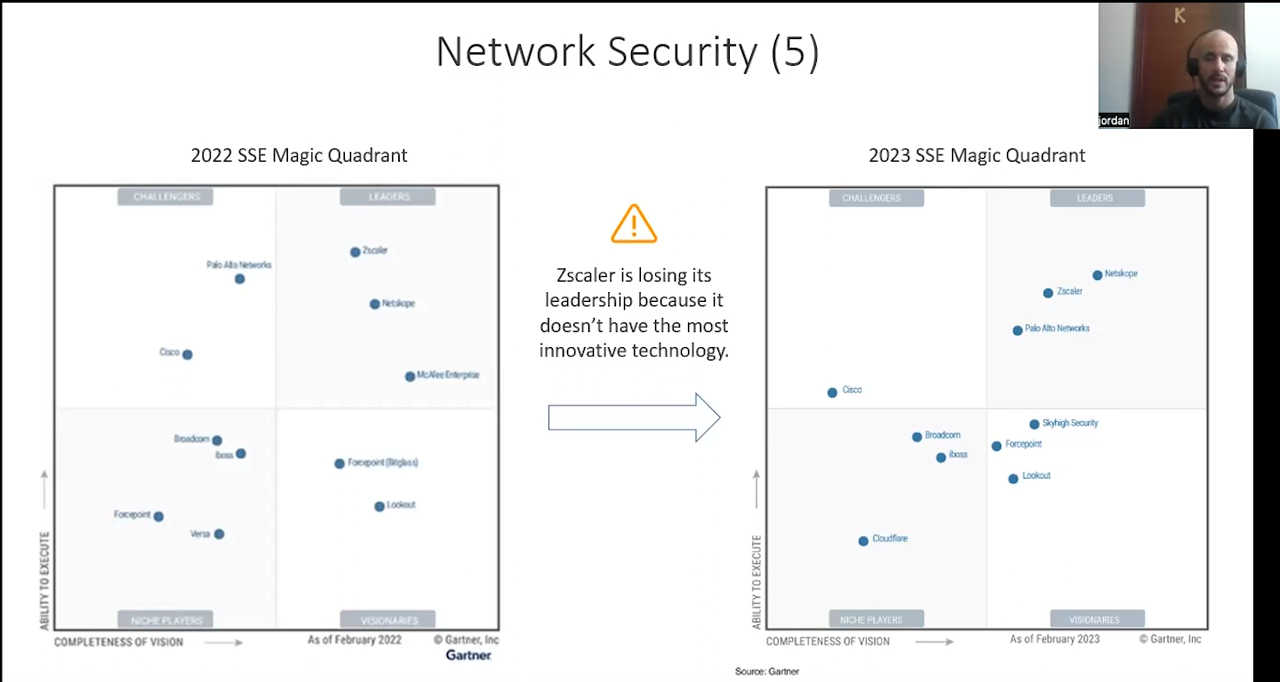 Network Security (5)
K
jordan
2022 SSE Magic Quadrant
CHALLENGERS
LEADERS
Zscaler
Palo Alto Networks
Netskope
Cisco
McAfee Enterprise
Broadcom
iboss
Forcepoint (Bitglass)
Lookout
Forcepoint
Versa
ABILITY TO EXECUTE
NICHE PLAYERS
VISIONARIES
COMPLETENESS OF VISION
As of February 2022
© Gartner, Inc
Gartner
Zscaler is losing its
leadership because it
doesn't have the most
innovative technology.
2023 SSE Magic Quadrant
CHALLENGERS
LEADERS
Netskope
Zscaler
Palo Alto Networks
Cisco
Skyhigh Security
Broadcom
Forcepoint
iboss
Lookout
Cloudflare
ABILITY TO EXECUTE
NICHE PLAYERS
VISIONARIES
COMPLETENESS OF VISION
As of February 2023
© Gartner, Inc
Source: Gartner